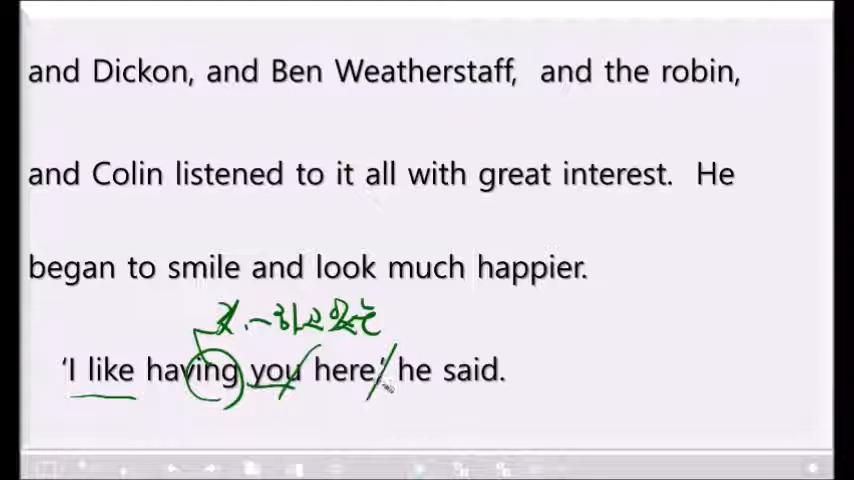 and Dickon, and Ben Weatherstaff, and the robin,
and Colin listened to it all with great interest. He
began to smile and look much happier.
~하고 있는
‘I like having you here,’ he said.